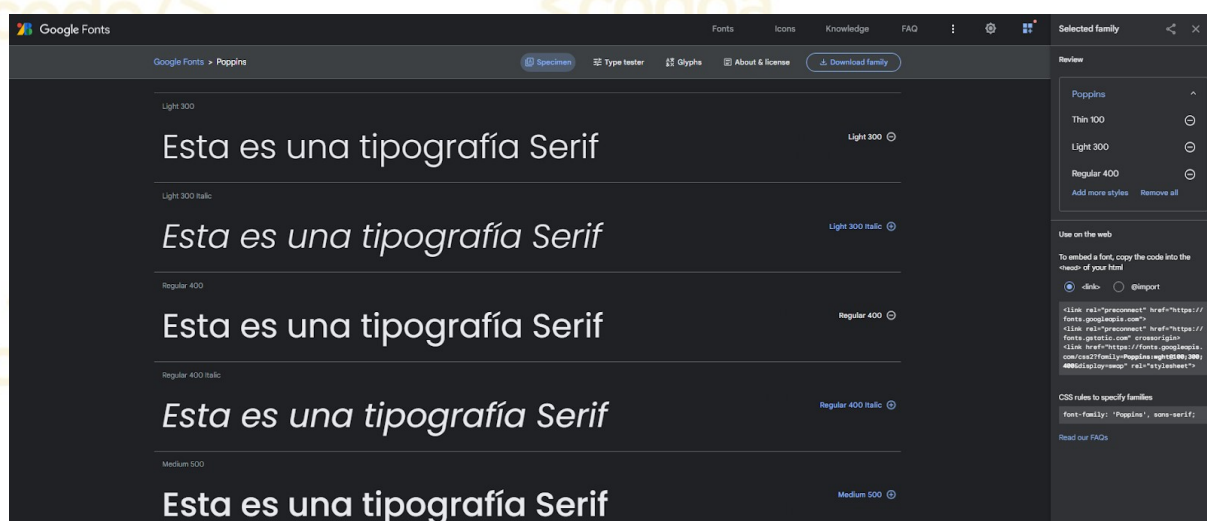 Google Fonts
Fonts
Icons
Knowledge
FAQ
Google Fonts > Poppins
Specimen
Type tester
Glyphs
About & license
Download family
Light 300
Esta es una tipografía Serif
Light 300
Light 300 Italic
Esta es una tipografía Serif
Light 300 Italic
Regular 400
Esta es una tipografía Serif
Regular 400
Regular 400 Italic
Esta es una tipografía Serif
Regular 400 Italic
Medium 500
Esta es una tipografía Serif
Medium 500
Selected family
Review
Poppins
Thin 100
Light 300
Regular 400
Add more styles Remove all
Use on the web
To embed a font, copy the code into the
<head> of your html
<link> @import
<link rel="preconnect" href="https://
fonts.googleapis.com">
<link rel="preconnect" href="https://
fonts.gstatic.com" crossorigin>
<link href="https://fonts.googleapis.
com/css2?family=Poppins:wght@100;300;
400&display=swap" rel="stylesheet">
CSS rules to specify families
font-family: 'Poppins', sans-serif;
Read our FAQs